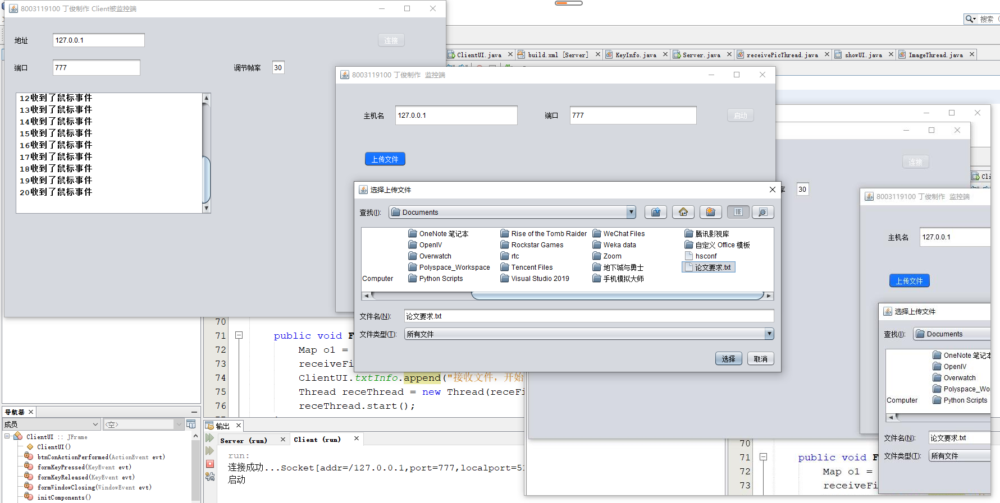 8003119100 丁俊制作 Client被监控端
地址
127.0.0.1
连接
端口
777
调节帧率
30
12收到了鼠标事件
13收到了鼠标事件
14收到了鼠标事件
15收到了鼠标事件
16收到了鼠标事件
17收到了鼠标事件
18收到了鼠标事件
19收到了鼠标事件
20收到了鼠标事件
搜索
ClientUI.java
build.xml [Server]
KeyInfo.java
Server.java
receivePicThread.java
showUI.java
ImageThread.java
8003119100 丁俊制作 监控端
主机名
127.0.0.1
端口
777
启动
上传文件
选择上传文件
查找(I):
Documents
OneNote 笔记本
Rise of the Tomb Raider
WeChat Files
腾讯影视库
OpenIV
Rockstar Games
Weka data
自定义 Office 模板
Overwatch
rtc
Zoom
hsconf
Polyspace_Workspace
Tencent Files
地下城与勇士
论文要求.txt
Computer
Python Scripts
Visual Studio 2019
手机模拟大师
文件名(N):
论文要求.txt
文件类型(T):
所有文件
选择
取消
连接
率
30
Cli
8003119100 丁俊制作 监控端
主机名
127.0.0.1
上传文件
选择上传文件
查找(I):
Documents
OneNote 笔记本
OpenIV
Overwatch
Polyspace_Wo
Computer
Python Scripts
文件名(N):
论文要求.txt
文件类型(T):
所有文件
70
71 public void F
72 Map o1 =
73 receiveFi
74 ClientUI.txtInfo.append("接收文件，开始
75 Thread receThread = new Thread(receFi
76 receThread.start();
70
71 public void F
72 Map o1 =
73 receiveFi
导航器
成员
<空>
ClientUI :: JFrame
ClientUI()
btnConActionPerformed(ActionEvent evt)
formKeyPressed(KeyEvent evt)
formKeyReleased(KeyEvent evt)
formWindowClosing(WindowEvent evt)
initComponents()
输出
Server (run)
Client (run)
run:
连接成功...Socket[addr=/127.0.0.1,port=777,localport=51
启动